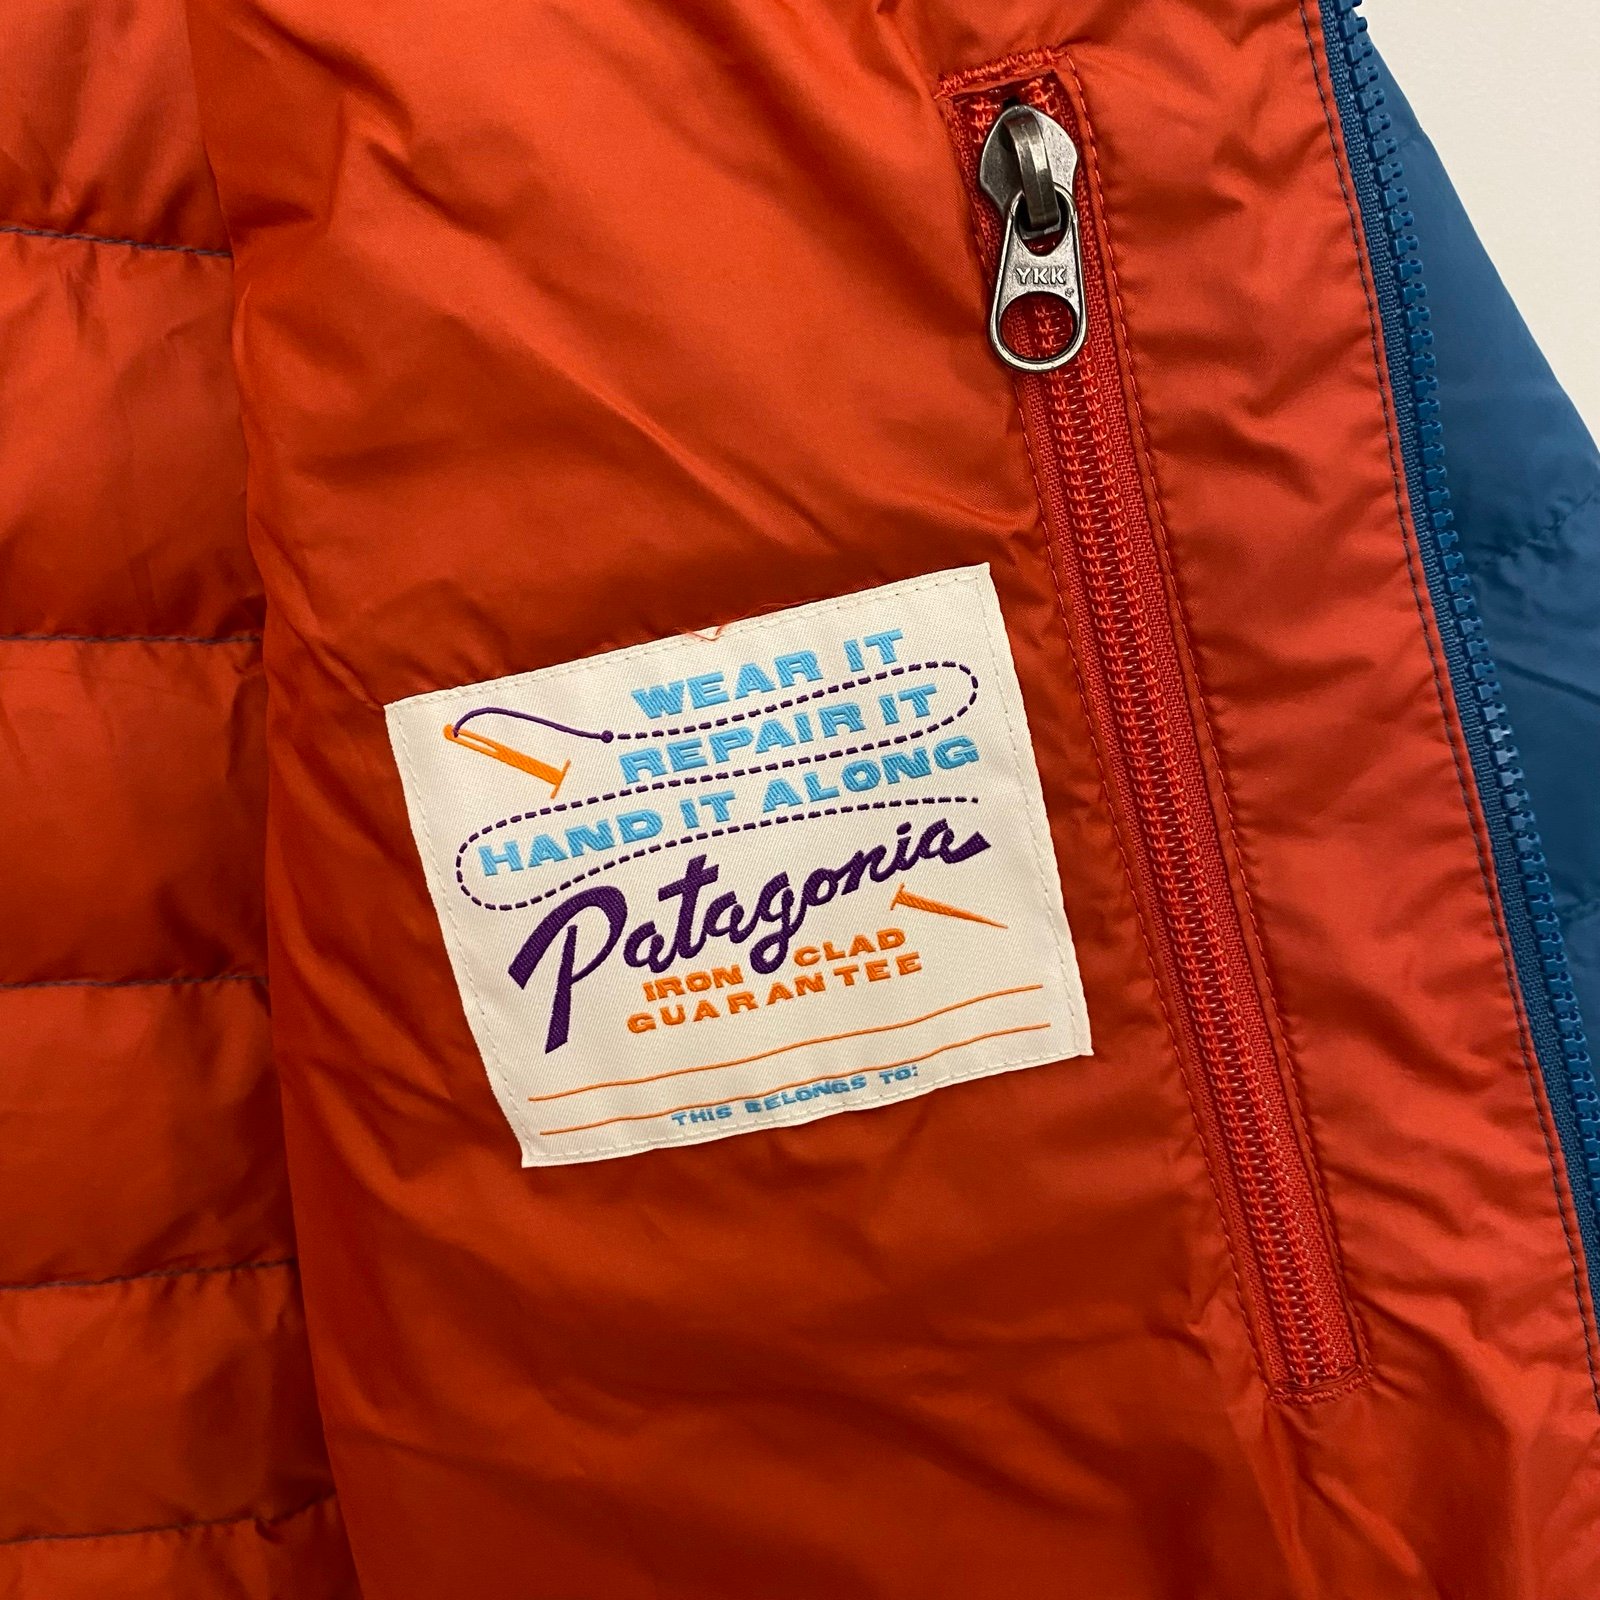 YKK
®
WEAR IT
REPAIR IT
HAND IT ALONG
Patagonia
IRON CLAD
GUARANTEE
THIS BELONGS TO: